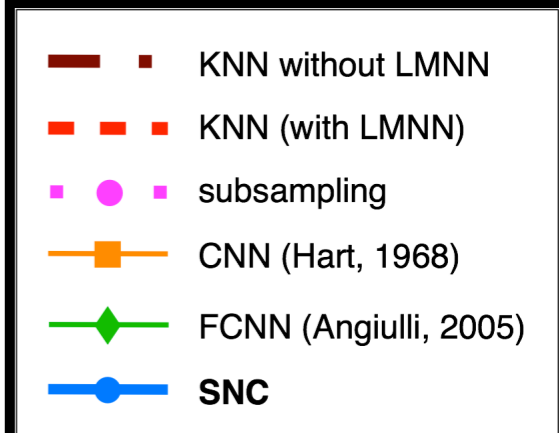 KNN without LMNN
KNN (with LMNN)
subsampling
CNN (Hart, 1968)
FCNN (Angiulli, 2005)
SNC